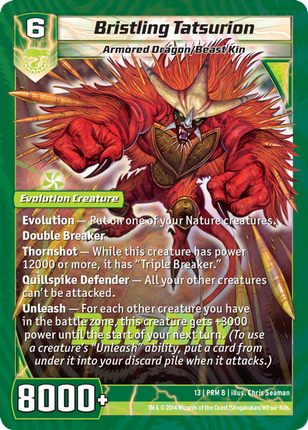 6
Bristling Tatsurion
Armored Dragon/Beast Kin
Evolution Creature
Evolution — Put on one of your Nature creatures.
Double Breaker
Thornshot — While this creature has power
12000 or more, it has "Triple Breaker."
Quillspike Defender — All your other creatures
can't be attacked.
Unleash — For each other creature you have
in the battle zone, this creature gets +3000
power until the start of your next turn. (To use
a creature's "Unleash" ability, put a card from
under it into your discard pile when it attacks.)
8000+
13 | PRM 8 | illus. Chris Seaman
TM & © 2014 Wizards of the Coast/Shogakukan/Mitsui-Kids.